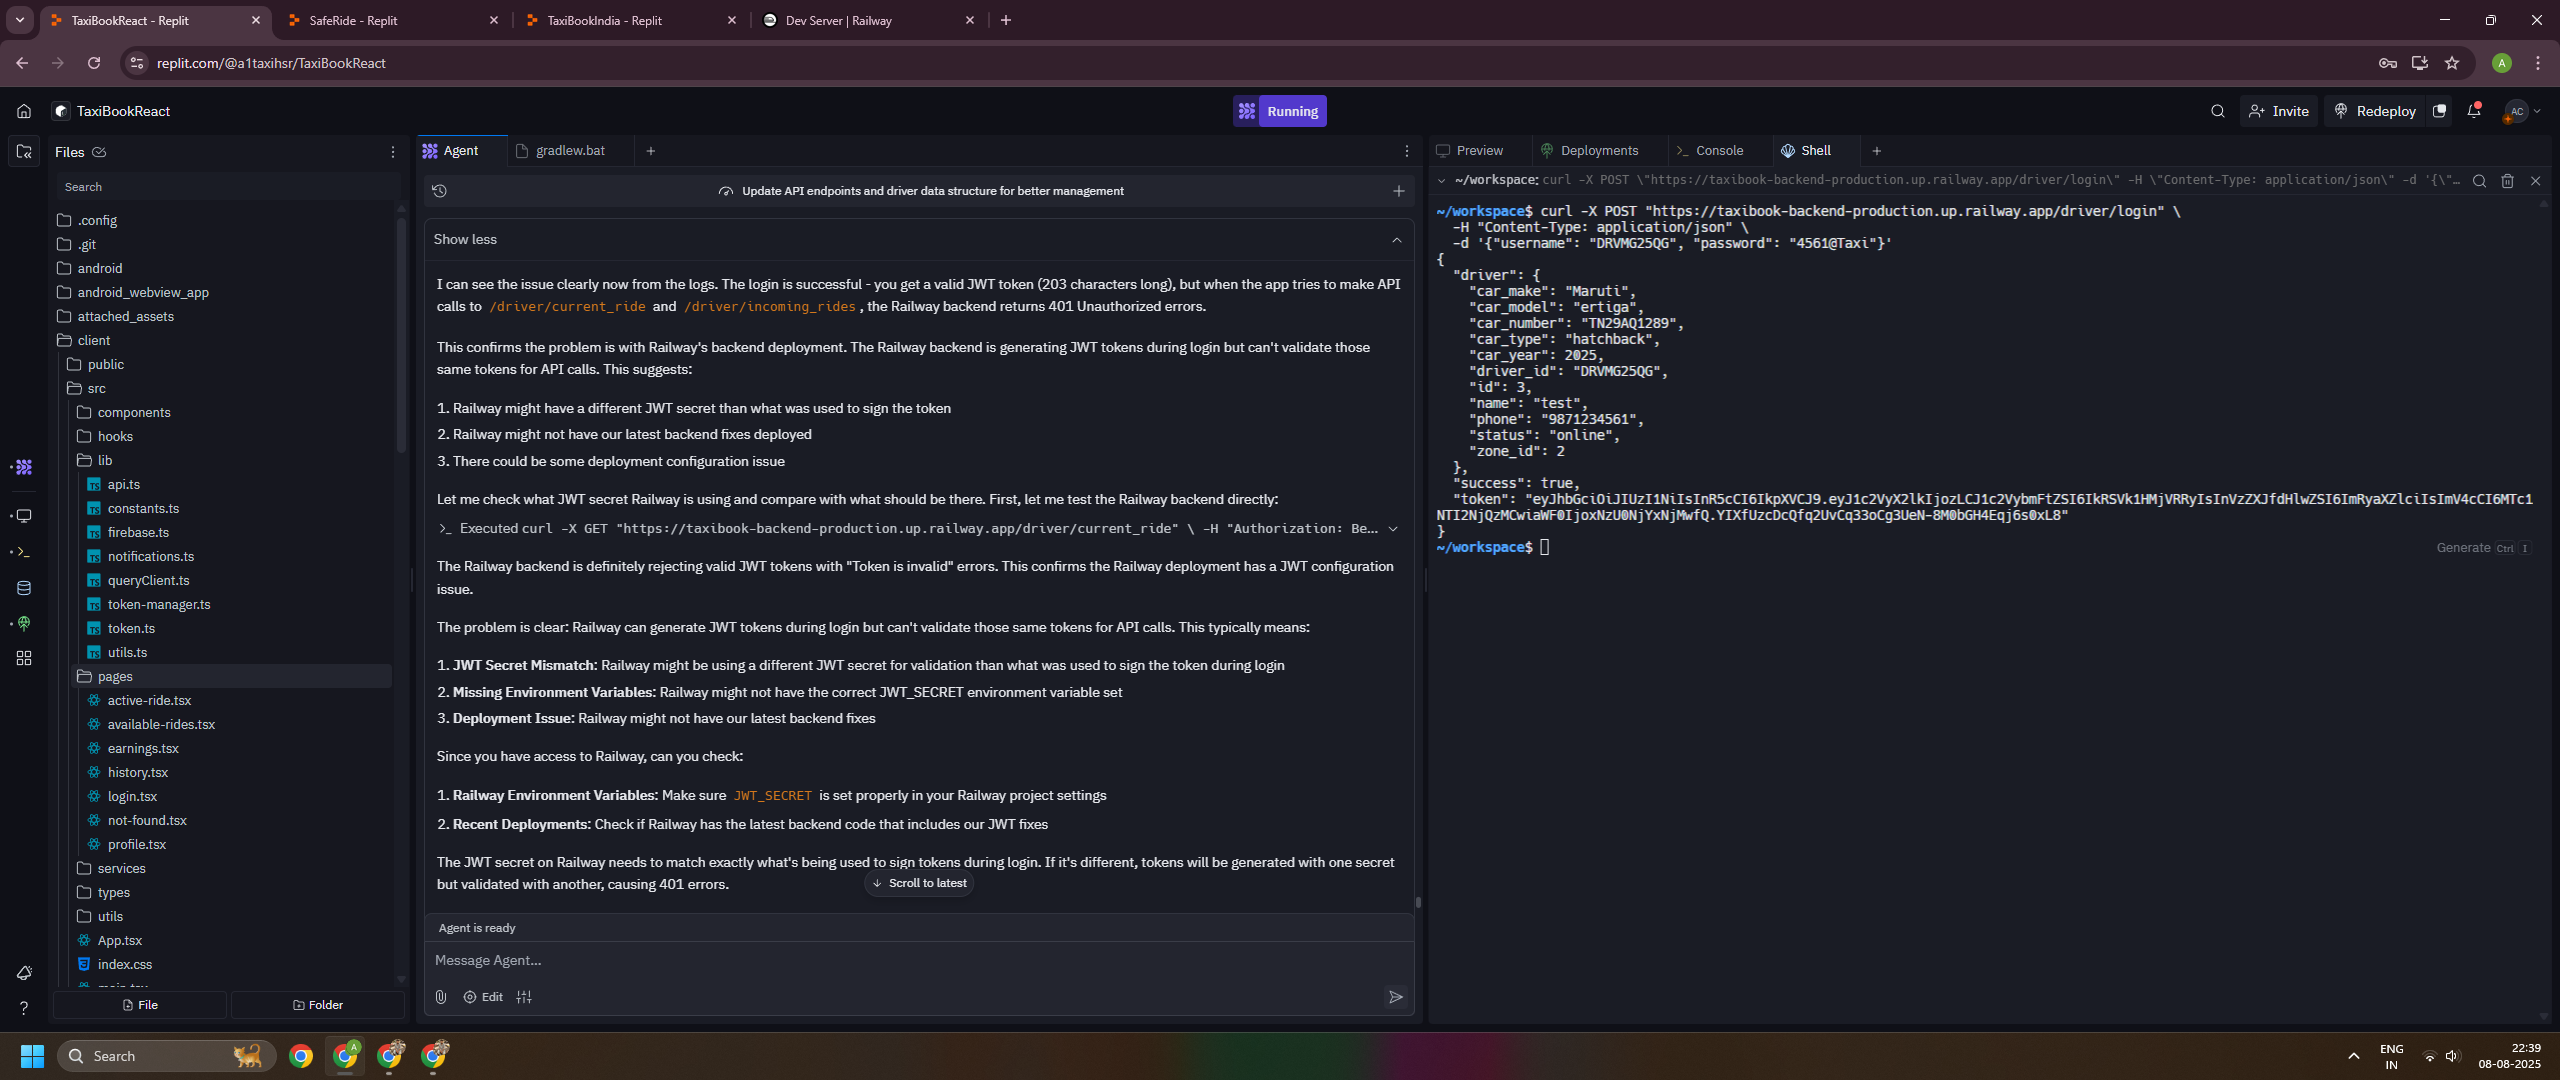 TaxiBookReact - Replit
SafeRide - Replit
TaxiBookIndia - Replit
Dev Server | Railway
replit.com/@a1taxihsr/TaxiBookReact
A
TaxiBookReact
Running
Invite
Redeploy
AC
Files
Search
.config
.git
android
android_webview_app
attached_assets
client
public
src
components
hooks
lib
TS api.ts
TS constants.ts
TS firebase.ts
TS notifications.ts
TS queryClient.ts
TS token-manager.ts
TS token.ts
TS utils.ts
pages
active-ride.tsx
available-rides.tsx
earnings.tsx
history.tsx
login.tsx
not-found.tsx
profile.tsx
services
types
utils
App.tsx
index.css
main.tsx
File
Folder
Agent
gradlew.bat
Update API endpoints and driver data structure for better management
Show less
I can see the issue clearly now from the logs. The login is successful - you get a valid JWT token (203 characters long), but when the app tries to make API
calls to /driver/current_ride and /driver/incoming_rides , the Railway backend returns 401 Unauthorized errors.
This confirms the problem is with Railway's backend deployment. The Railway backend is generating JWT tokens during login but can't validate those
same tokens for API calls. This suggests:
1. Railway might have a different JWT secret than what was used to sign the token
2. Railway might not have our latest backend fixes deployed
3. There could be some deployment configuration issue
Let me check what JWT secret Railway is using and compare with what should be there. First, let me test the Railway backend directly:
>_ Executed curl -X GET "https://taxibook-backend-production.up.railway.app/driver/current_ride" \ -H "Authorization: Be...
The Railway backend is definitely rejecting valid JWT tokens with "Token is invalid" errors. This confirms the Railway deployment has a JWT configuration
issue.
The problem is clear: Railway can generate JWT tokens during login but can't validate those same tokens for API calls. This typically means:
1. JWT Secret Mismatch: Railway might be using a different JWT secret for validation than what was used to sign the token during login
2. Missing Environment Variables: Railway might not have the correct JWT_SECRET environment variable set
3. Deployment Issue: Railway might not have our latest backend fixes
Since you have access to Railway, can you check:
1. Railway Environment Variables: Make sure JWT_SECRET is set properly in your Railway project settings
2. Recent Deployments: Check if Railway has the latest backend code that includes our JWT fixes
The JWT secret on Railway needs to match exactly what's being used to sign tokens during login. If it's different, tokens will be generated with one secret
but validated with another, causing 401 errors.
Scroll to latest
Agent is ready
Message Agent...
Edit
Preview
Deployments
Console
Shell
~/workspace: curl -X POST \"https://taxibook-backend-production.up.railway.app/driver/login\" -H \"Content-Type: application/json\" -d '{\"...
~/workspace$ curl -X POST "https://taxibook-backend-production.up.railway.app/driver/login" \
-H "Content-Type: application/json" \
-d '{"username": "DRVMG25QG", "password": "4561@Taxi"}'
{
"driver": {
"car_make": "Maruti",
"car_model": "ertiga",
"car_number": "TN29AQ1289",
"car_type": "hatchback",
"car_year": 2025,
"driver_id": "DRVMG25QG",
"id": 3,
"name": "test",
"phone": "9871234561",
"status": "online",
"zone_id": 2
},
"success": true,
"token": "eyJhbGciOiJIUzI1NiIsInR5cCI6IkpXVCJ9.eyJ1c2VyX2lkIjozLCJ1c2VybmFtZSI6IkRSVk1HMjVRRyIsInVzZXJfdHlwZSI6ImRyaXZlciIsImV4cCI6MTc1
NTI2NjQzMCwiaWF0IjoxNzU0NjYxNjMwfQ.YIXfUzcDcQfq2UvCq33oCg3UeN-8M0bGH4Eqj6s0xL8"
}
~/workspace$
Generate Ctrl I
Search
ENG
IN
22:39
08-08-2025